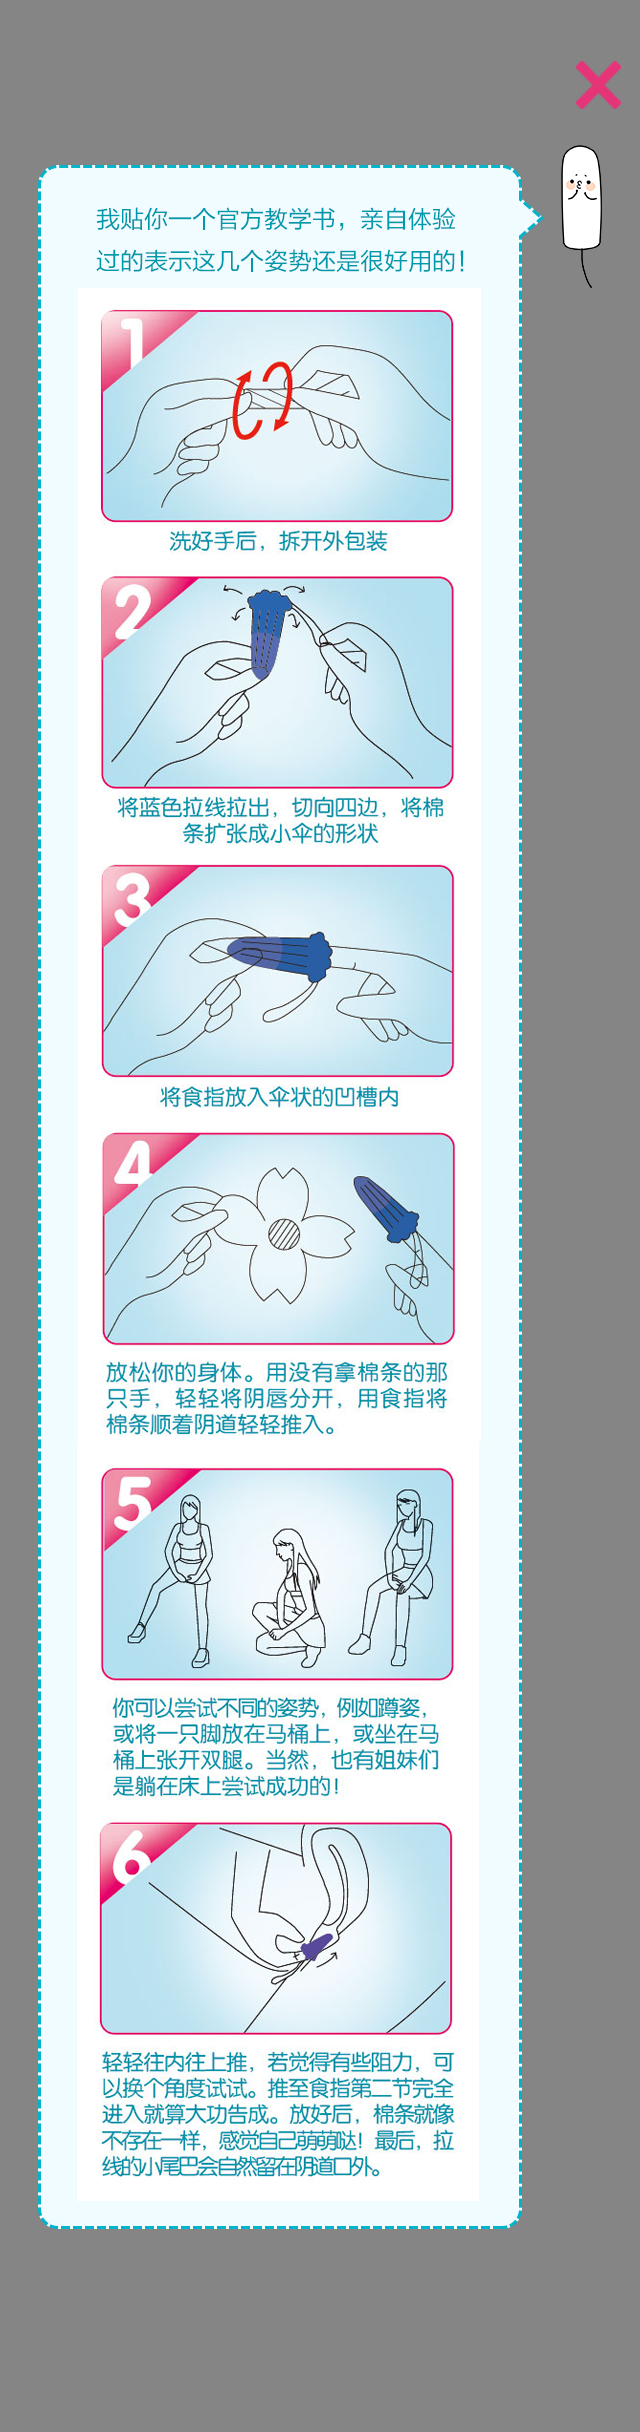 我贴你一个官方教学书，亲自体验
过的表示这几个姿势还是很好用的！
1
洗好手后，拆开外包装
2
将蓝色拉线拉出，切向四边，将棉
条扩张成小伞的形状
3
将食指放入伞状的凹槽内
4
放松你的身体。用没有拿棉条的那
只手，轻轻将阴唇分开，用食指将
棉条顺着阴道轻轻推入。
5
你可以尝试不同的姿势，例如蹲姿，
或将一只脚放在马桶上，或坐在马
桶上张开双腿。当然，也有姐妹们
是躺在床上尝试成功的！
6
轻轻往内往上推，若觉得有些阻力，可
以换个角度试试。推至食指第二节完全
进入就算大功告成。放好后，棉条就像
不存在一样，感觉自己萌萌哒！最后，拉
线的小尾巴会自然留在阴道口外。